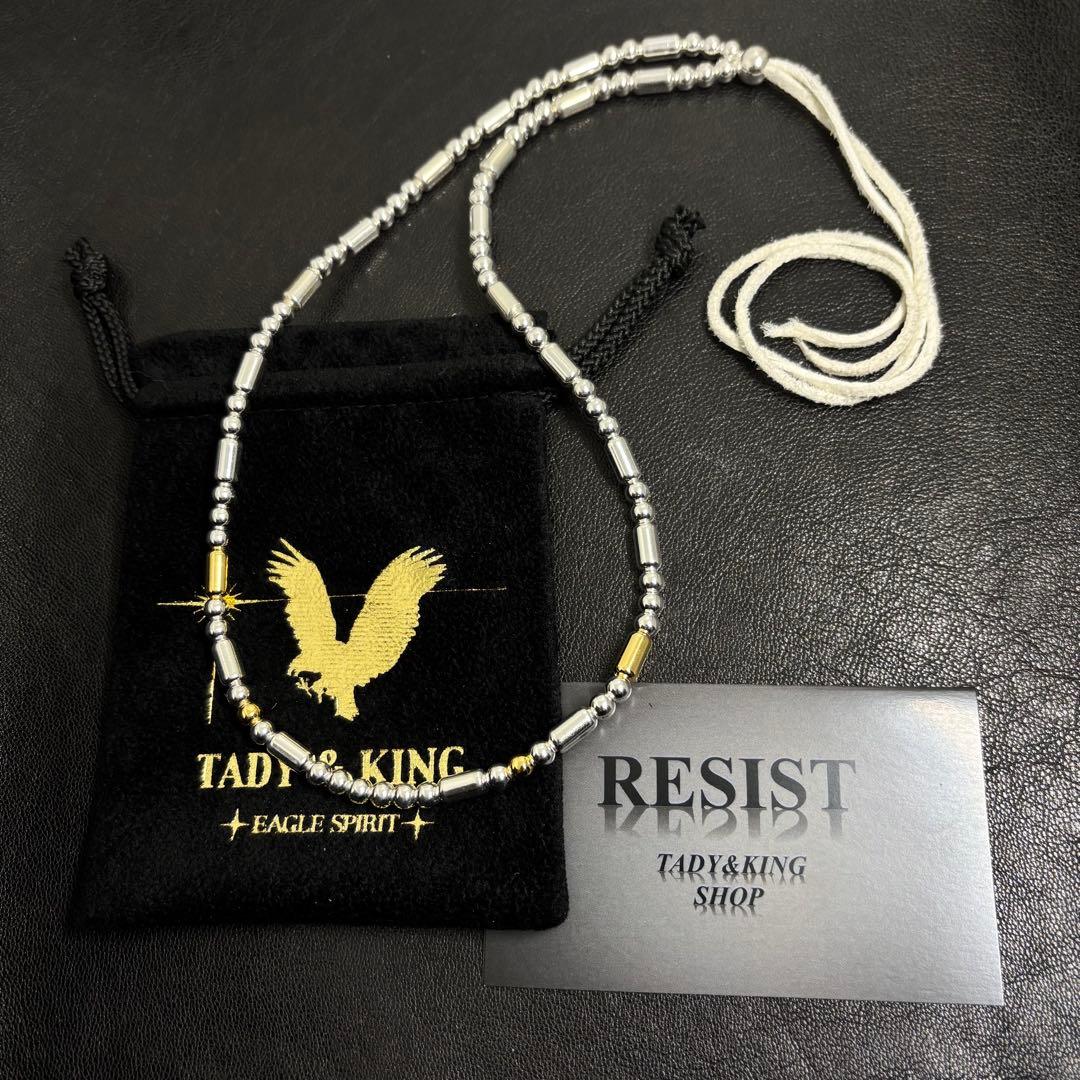 TADY & KING
EAGLE SPIRIT
RESIST
TADY&KING
SHOP